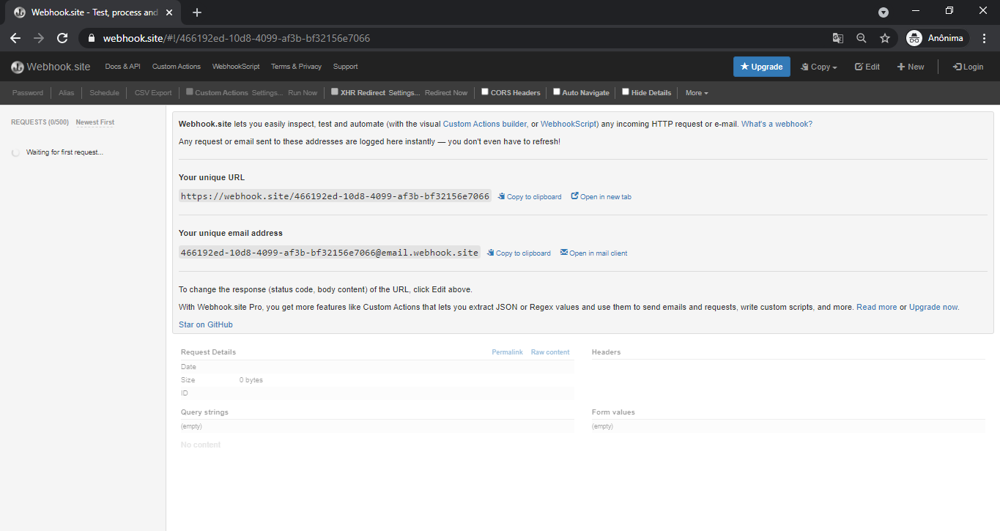 Webhook.site - Test, process and
webhook.site/#!/466192ed-10d8-4099-af3b-bf32156e7066
Anônima
Webhook.site Docs & API Custom Actions WebhookScript Terms & Privacy Support Upgrade Copy Edit New Login
Password Alias Schedule CSV Export Custom Actions Settings... Run Now XHR Redirect Settings... Redirect Now CORS Headers Auto Navigate Hide Details More
REQUESTS (0/500) Newest First
Waiting for first request...
Webhook.site lets you easily inspect, test and automate (with the visual Custom Actions builder, or WebhookScript) any incoming HTTP request or e-mail. What's a webhook?
Any request or email sent to these addresses are logged here instantly — you don't even have to refresh!
Your unique URL
https://webhook.site/466192ed-10d8-4099-af3b-bf32156e7066 Copy to clipboard Open in new tab
Your unique email address
466192ed-10d8-4099-af3b-bf32156e7066@email.webhook.site Copy to clipboard Open in mail client
To change the response (status code, body content) of the URL, click Edit above.
With Webhook.site Pro, you get more features like Custom Actions that lets you extract JSON or Regex values and use them to send emails and requests, write custom scripts, and more. Read more or Upgrade now.
Star on GitHub
Request Details Permalink Raw content
Date
Size 0 bytes
ID
Headers
Query strings
(empty)
No content
Form values
(empty)